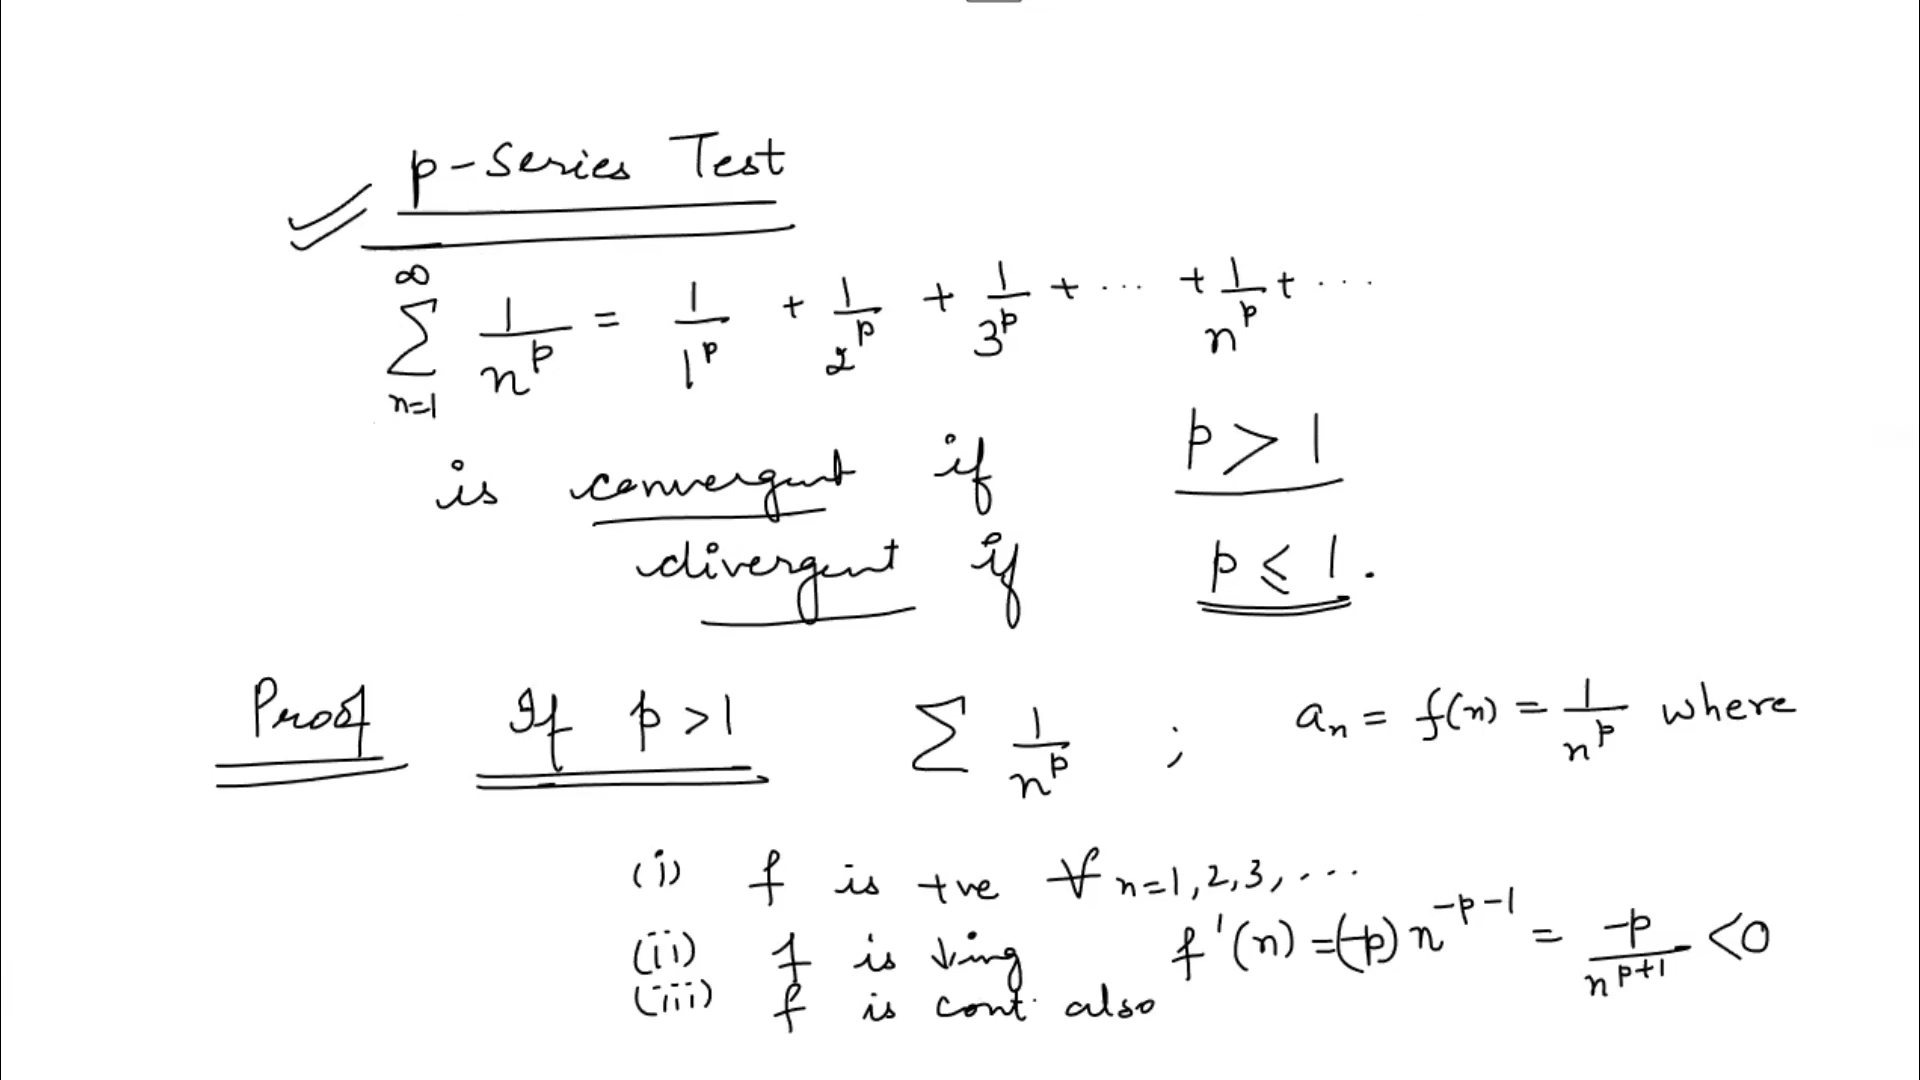 p-Series Test
∞
∑ 1/n^p = 1/1^p + 1/2^p + 1/3^p + ... + 1/n^p + ...
n=1
is convergent if p > 1
divergent if p ≤ 1.
Proof If p > 1 ∑ 1/n^p ; a_n = f(n) = 1/n^p where
(i) f is +ve ∀ n=1,2,3,...
(ii) f is ↓ing f'(n) = (-p) n^{-p-1} = -p/n^{p+1} < 0
(iii) f is cont. also